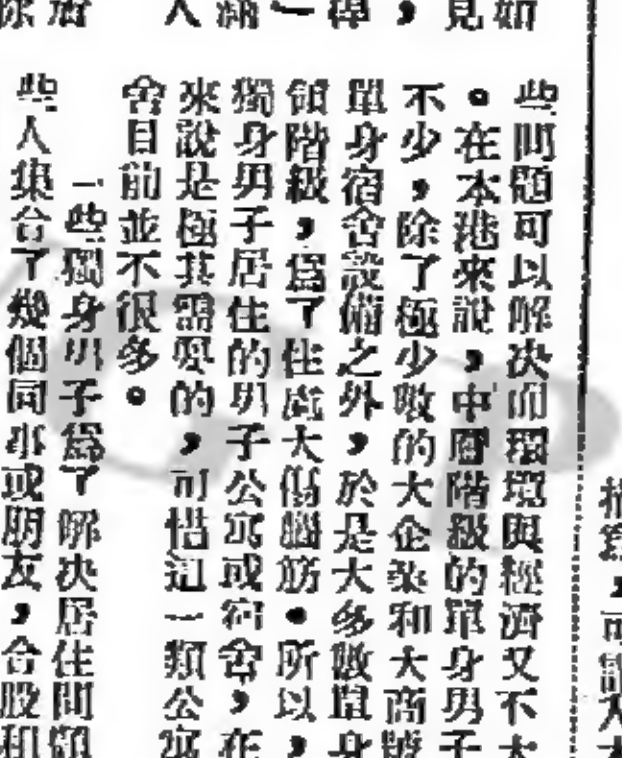 些問題可以解决而環境與經濟又不
。在本港來說，中層階級的單身男子
不少，除了極少數的大企業和大商號
單身宿舍設備之外，於是大多數單身
領階級，爲了住處大傷腦筋。所以，
獨身男子居住的男子公寓或宿舍，在
來說是極其需要的，可惜這一類公寓
舍目前並不很多。
一些獨身男子爲了解决居住問題
些人集合了幾個同事或朋友，合股和